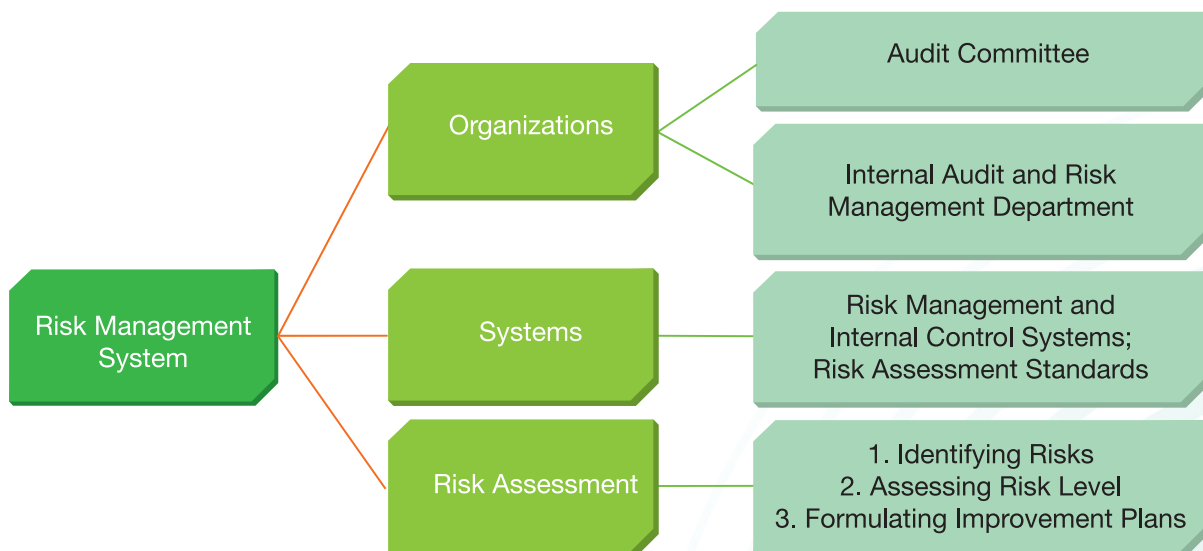 Risk Management
System
Organizations
Systems
Risk Assessment
Audit Committee
Internal Audit and Risk
Management Department
Risk Management and
Internal Control Systems;
Risk Assessment Standards
1. Identifying Risks
2. Assessing Risk Level
3. Formulating Improvement Plans